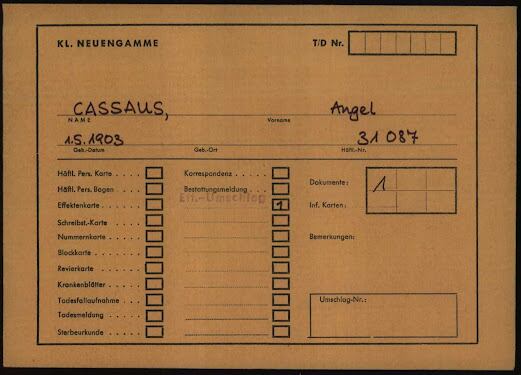 KL. NEUENGAMME
T/D Nr.
CASSAUS, Angel
NAME Vorname
1.5.1903 31 087
Geb.-Datum Geb.-Ort Häftl.-Nr.
Häftl. Pers. Karte . . . .
Häftl. Pers. Bogen . . .
Effektenkarte . . . . . .
Schreibst.-Karte . . . .
Nummernkarte . . . . .
Blockkarte . . . . . .
Revierkarte . . . . . .
Krankenblätter . . . . .
Todesfallaufnahme . . .
Todesmeldung . . . . .
Sterbeurkunde . . . . .
Korrespondenz . . . . .
Bestattungsmeldung . . .
Eff.-Umschlag 1
Dokumente: 1
Inf. Karten:
Bemerkungen:
Umschlag-Nr.: